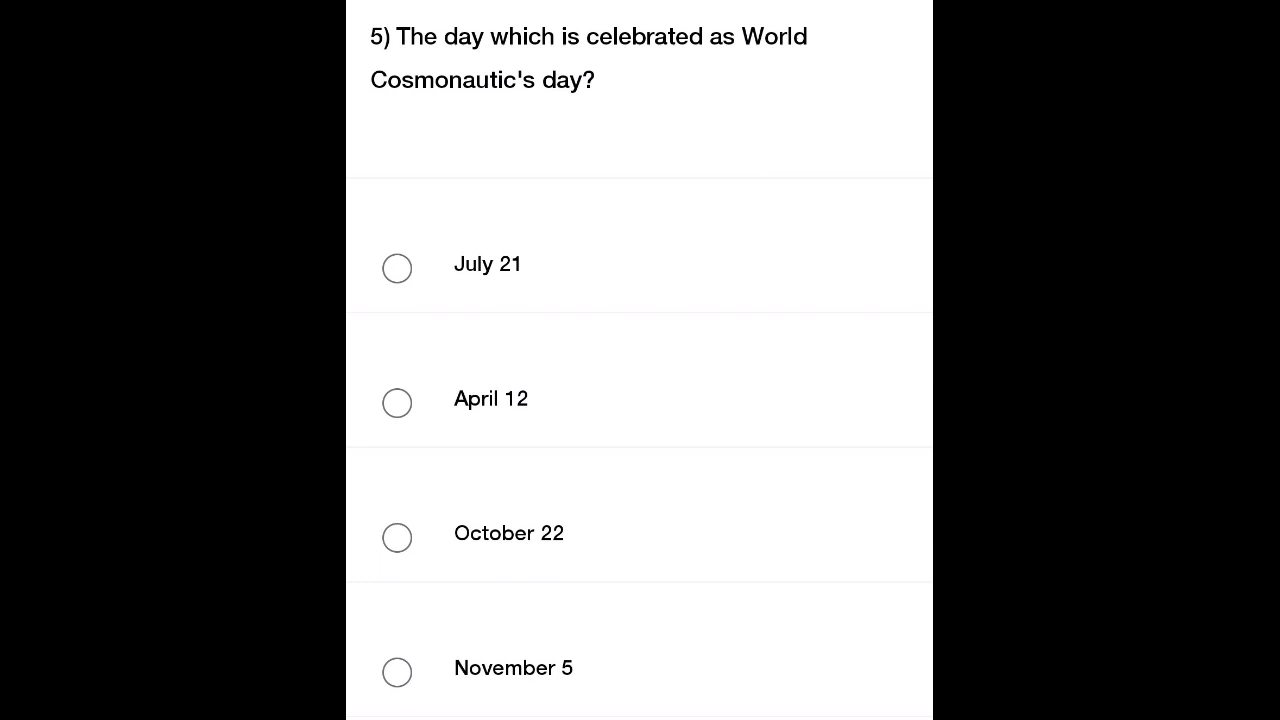 5) The day which is celebrated as World
Cosmonautic's day?
July 21
April 12
October 22
November 5